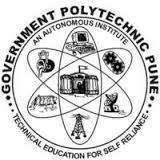 GOVERNMENT POLYTECHNIC PUNE
AN AUTONOMOUS INSTITUTE
TECHNICAL EDUCATION FOR SELF RELIANCE